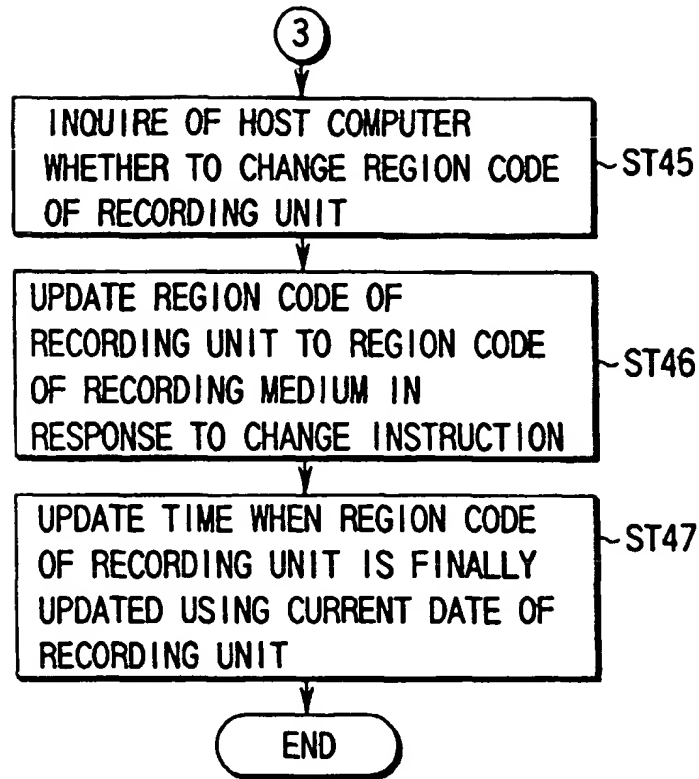 3
INQUIRE OF HOST COMPUTER
WHETHER TO CHANGE REGION CODE
OF RECORDING UNIT
ST45
UPDATE REGION CODE OF
RECORDING UNIT TO REGION CODE
OF RECORDING MEDIUM IN
RESPONSE TO CHANGE INSTRUCTION
ST46
UPDATE TIME WHEN REGION CODE
OF RECORDING UNIT IS FINALLY
UPDATED USING CURRENT DATE OF
RECORDING UNIT
ST47
END